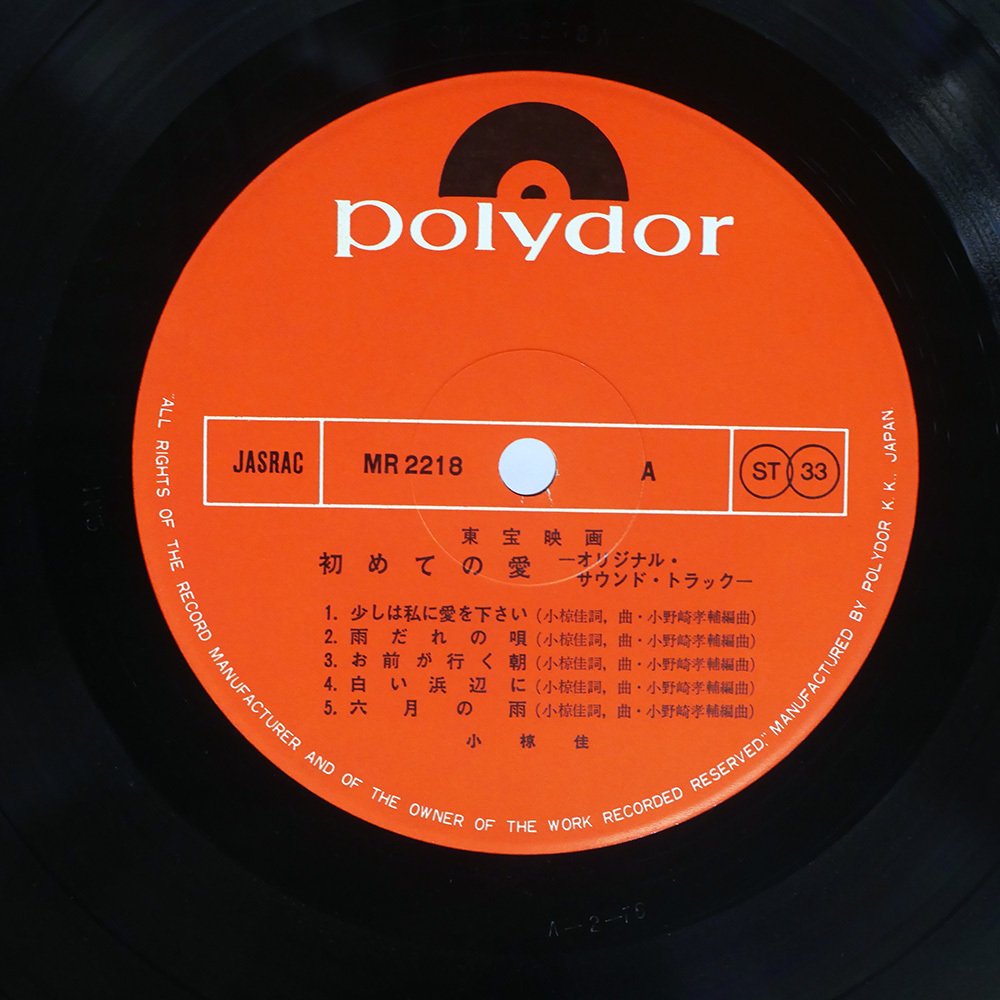 polydor
JASRAC
MR 2218
A
ST 33
東宝映画
初めての愛 —オリジナル・
サウンド・トラック—
1. 少しは私に愛を下さい (小椋佳詞, 曲・小野崎孝輔編曲)
2. 雨だれの唄 (小椋佳詞, 曲・小野崎孝輔編曲)
3. お前が行く朝 (小椋佳詞, 曲・小野崎孝輔編曲)
4. 白い浜辺に (小椋佳詞, 曲・小野崎孝輔編曲)
5. 六月の雨 (小椋佳詞, 曲・小野崎孝輔編曲)
小椋佳
"ALL RIGHTS OF THE RECORD MANUFACTURER AND OF THE OWNER OF THE WORK RECORDED RESERVED," MANUFACTURED BY POLYDOR K.K., JAPAN.